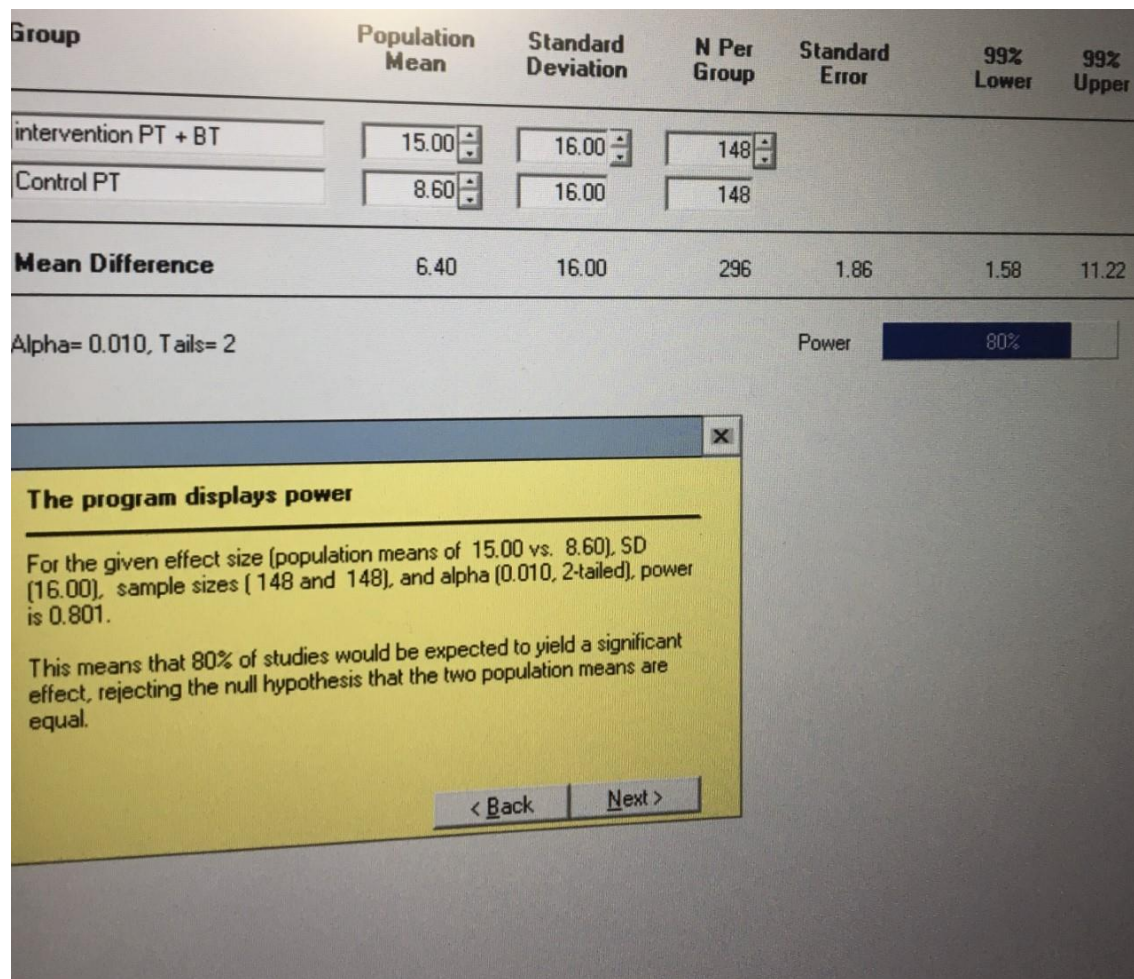 Group Population Mean Standard Deviation N Per Group Standard Error 99% Lower 99% Upper
intervention PT + BT 15.00 16.00 148
Control PT 8.60 16.00 148
Mean Difference 6.40 16.00 296 1.86 1.58 11.22
Alpha= 0.010, Tails= 2 Power 80%
The program displays power
For the given effect size (population means of 15.00 vs. 8.60), SD
(16.00), sample sizes ( 148 and 148), and alpha (0.010, 2-tailed), power
is 0.801.
This means that 80% of studies would be expected to yield a significant
effect, rejecting the null hypothesis that the two population means are
equal.
< Back Next >